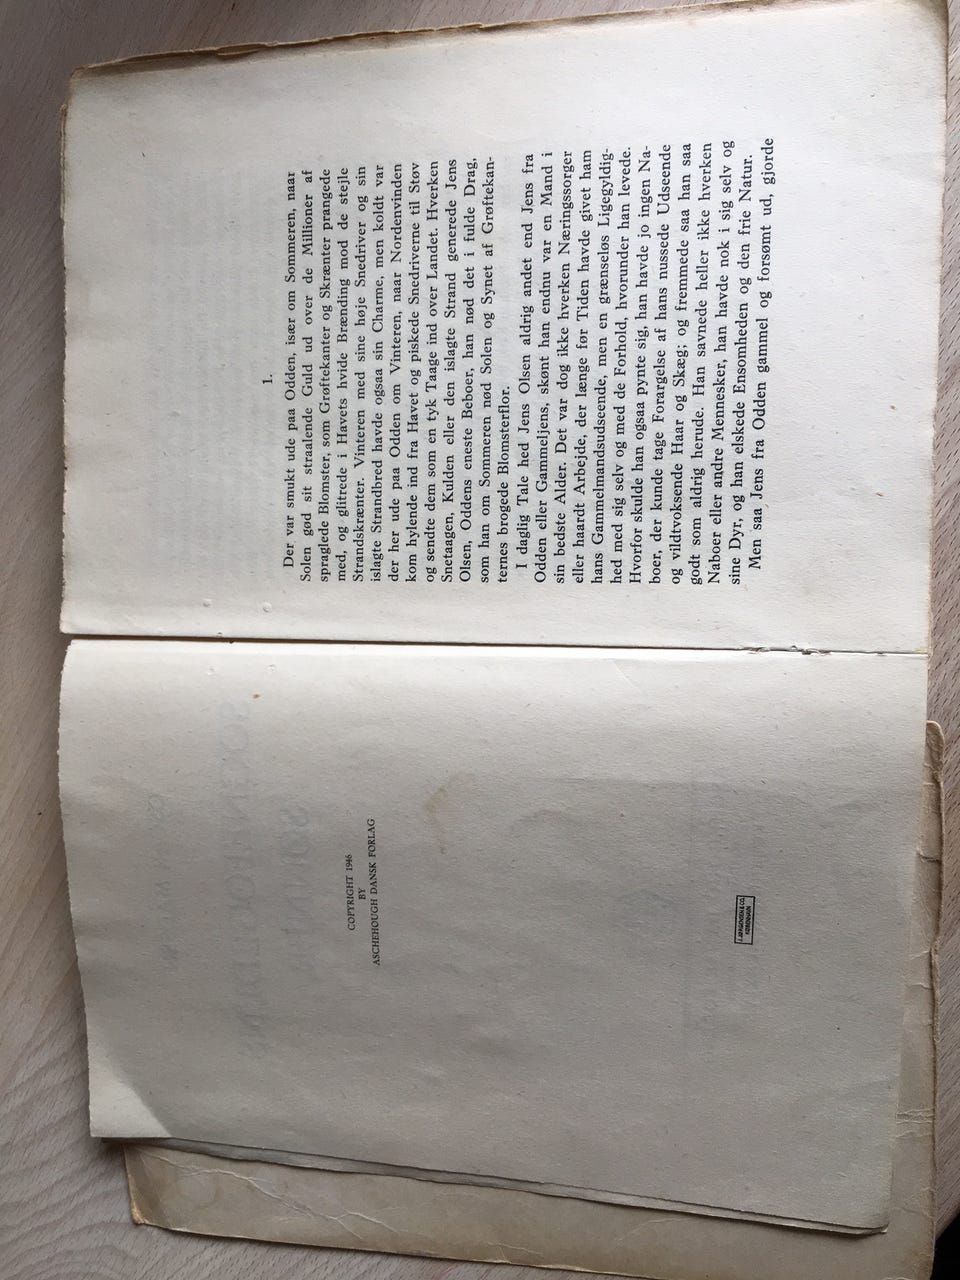 COPYRIGHT 1946
BY
ASCHEHOUGH DANSK FORLAG
J. JØRGENSEN & CO.
KØBENHAVN
1.
Der var smukt ude paa Odden, især om Sommeren, naar
Solen gød sit straalende Guld ud over de Millioner af
spraglede Blomster, som Grøftekanter og Skrænter prangede
med, og glitrede i Havets hvide Brænding mod de stejle
Strandskrænter. Vinteren med sine høje Snedriver og sin
islagte Strandbred havde ogsaa sin Charme, men koldt var
der her ude paa Odden om Vinteren, naar Nordenvinden
kom hylende ind fra Havet og piskede Snedriverne til Støv
og sendte dem som en tyk Taage ind over Landet. Hverken
Snetaagen, Kulden eller den islagte Strand generede Jens
Olsen, Oddens eneste Beboer, han nød det i fulde Drag,
som han om Sommeren nød Solen og Synet af Grøftekan-
ternes brogede Blomsterflor.
I daglig Tale hed Jens Olsen aldrig andet end Jens fra
Odden eller Gammeljens, skønt han endnu var en Mand i
sin bedste Alder. Det var dog ikke hverken Næringssorger
eller haardt Arbejde, der længe før Tiden havde givet ham
hans Gammelmandsudseende, men en grænseløs Ligegyldig-
hed med sig selv og med de Forhold, hvorunder han levede.
Hvorfor skulde han ogsaa pynte sig, han havde jo ingen Na-
boer, der kunde tage Forargelse af hans nussede Udseende
og vildtvoksende Haar og Skæg; og fremmede saa han saa
godt som aldrig herude. Han savnede heller ikke hverken
Naboer eller andre Mennesker, han havde nok i sig selv og
sine Dyr, og han elskede Ensomheden og den frie Natur.
Men saa Jens fra Odden gammel og forsømt ud, gjorde